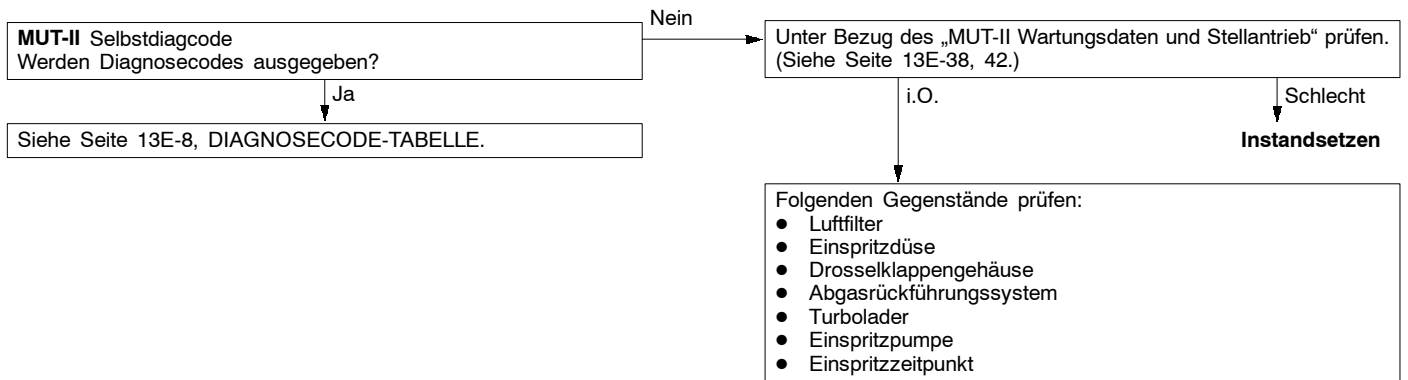 MUT-II Selbstdiagcode
Werden Diagnosecodes ausgegeben?
Nein
Unter Bezug des „MUT-II Wartungsdaten und Stellantrieb“ prüfen.
(Siehe Seite 13E-38, 42.)
Ja
Siehe Seite 13E-8, DIAGNOSECODE-TABELLE.
i.O.
Schlecht
Instandsetzen
Folgenden Gegenstände prüfen:
● Luftfilter
● Einspritzdüse
● Drosselklappengehäuse
● Abgasrückführungssystem
● Turbolader
● Einspritzpumpe
● Einspritzzeitpunkt